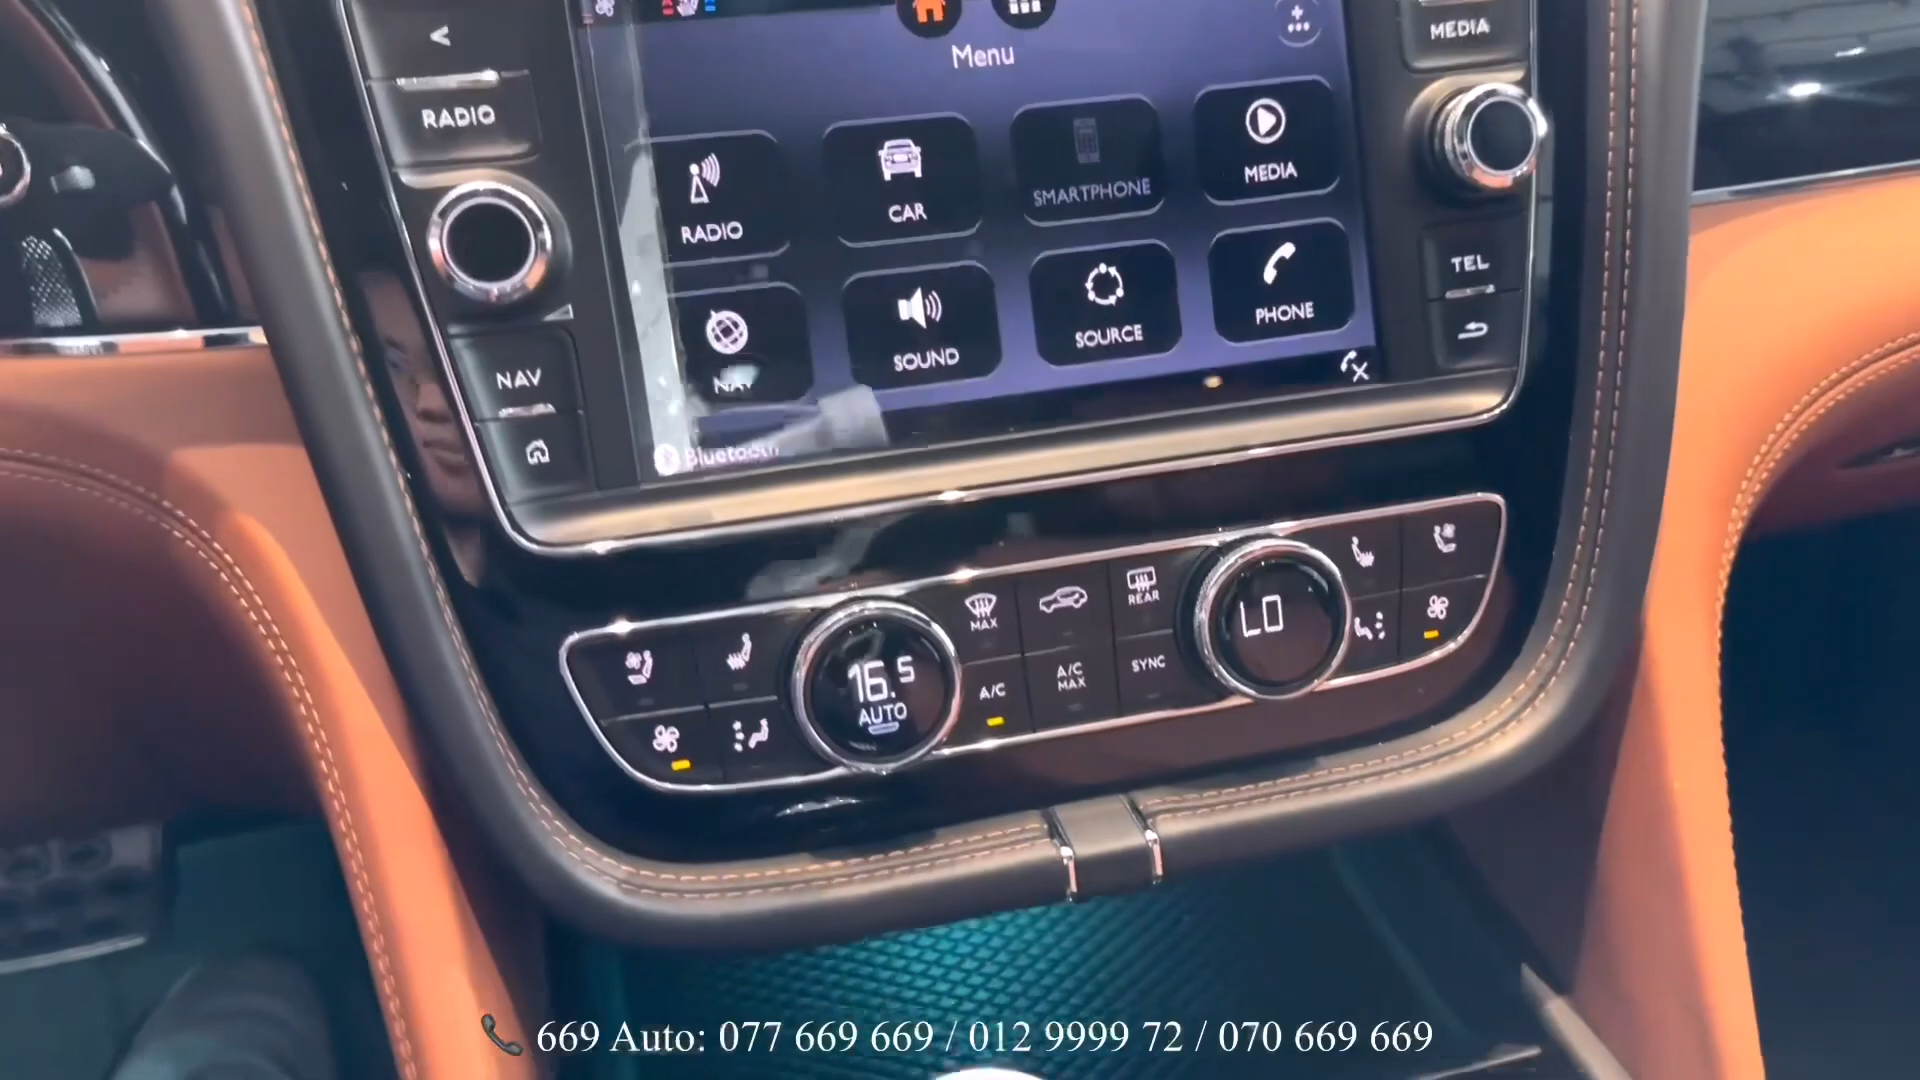 <
RADIO
NAV
Menu
RADIO
CAR
SMARTPHONE
MEDIA
NAV
SOUND
SOURCE
PHONE
Bluetooth
MEDIA
TEL
16.5
AUTO
MAX
REAR
A/C
A/C
MAX
SYNC
LO
669 Auto: 077 669 669 / 012 9999 72 / 070 669 669